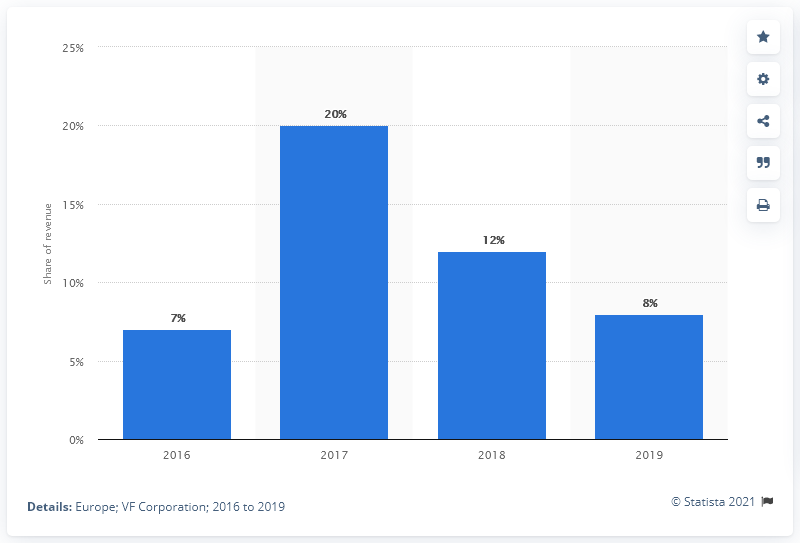 25%
20%
20%
15%
Share of revenue
12%
10%
8%
7%
5%
0%
2016 2017 2018 2019
Details: Europe; VF Corporation; 2016 to 2019
© Statista 2021